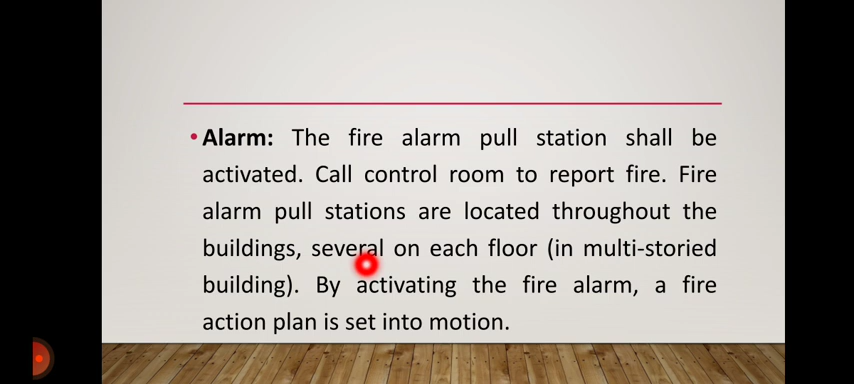 •Alarm: The fire alarm pull station shall be
activated. Call control room to report fire. Fire
alarm pull stations are located throughout the
buildings, several on each floor (in multi-storied
building). By activating the fire alarm, a fire
action plan is set into motion.